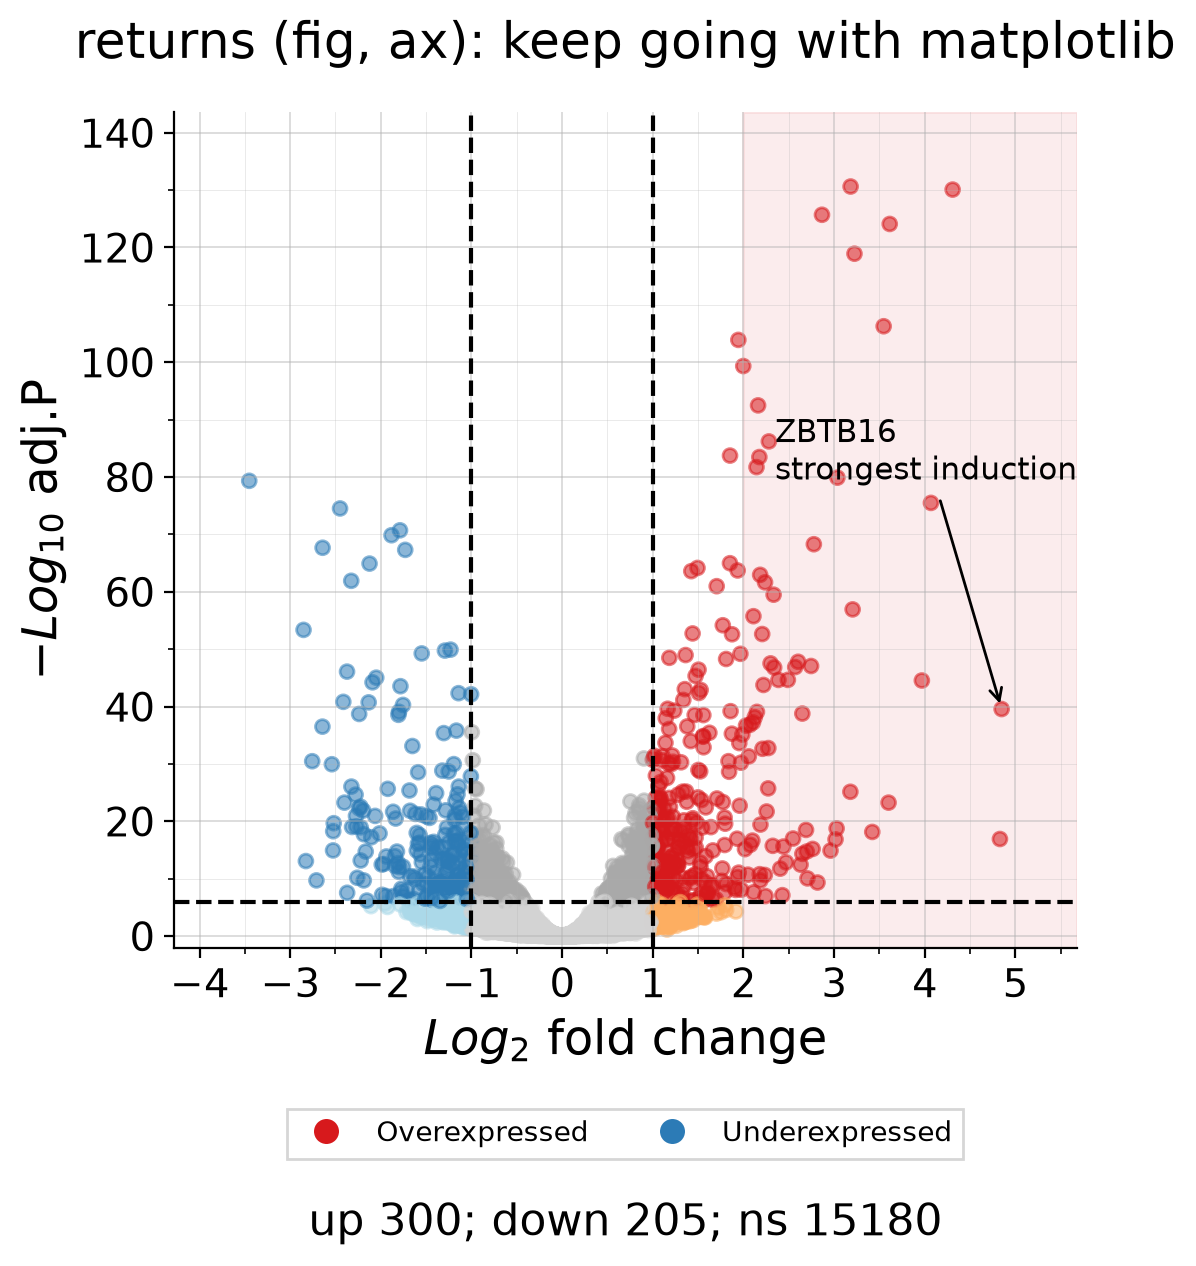 returns (fig, ax): keep going with matplotlib
140
120
100
80
60
40
20
0
−Log10 adj.P
ZBTB16
strongest induction
−4 −3 −2 −1 0 1 2 3 4 5
Log2 fold change
Overexpressed Underexpressed
up 300; down 205; ns 15180